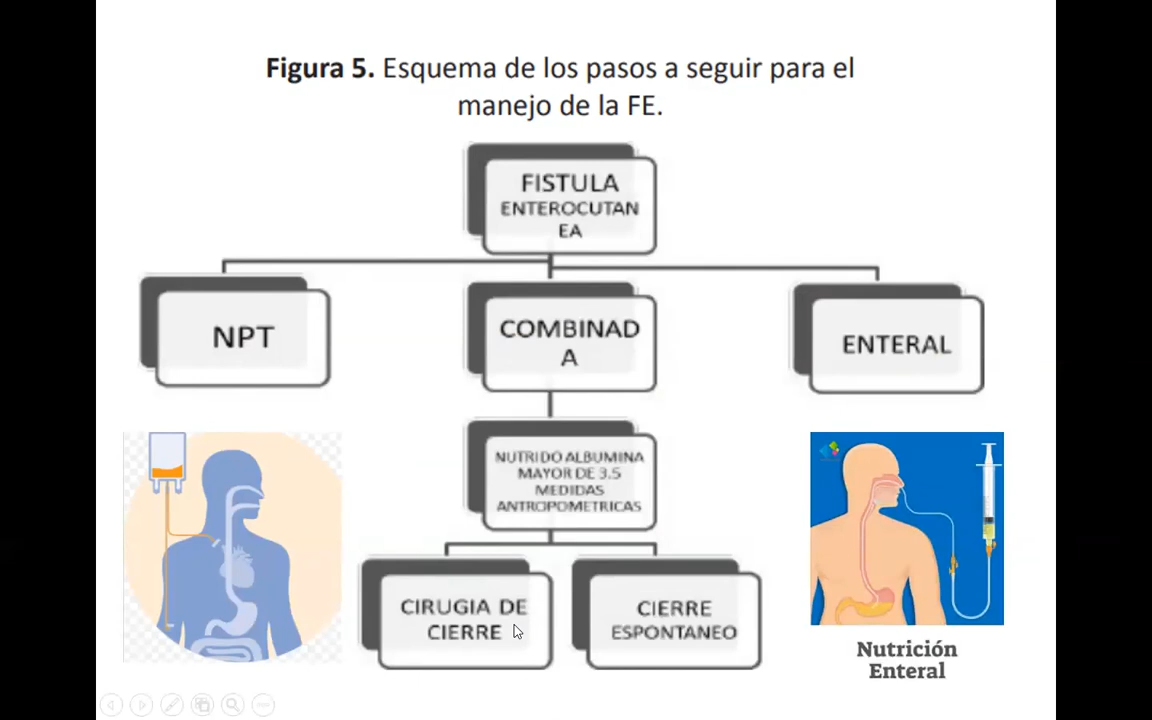 Figura 5. Esquema de los pasos a seguir para el
manejo de la FE.
FISTULA
ENTEROCUTAN
EA
NPT
COMBINAD
A
ENTERAL
NUTRIDO ALBUMINA
MAYOR DE 3.5
MEDIDAS
ANTROPOMETRICAS
CIRUGIA DE
CIERRE
CIERRE
ESPONTANEO
Nutrición
Enteral